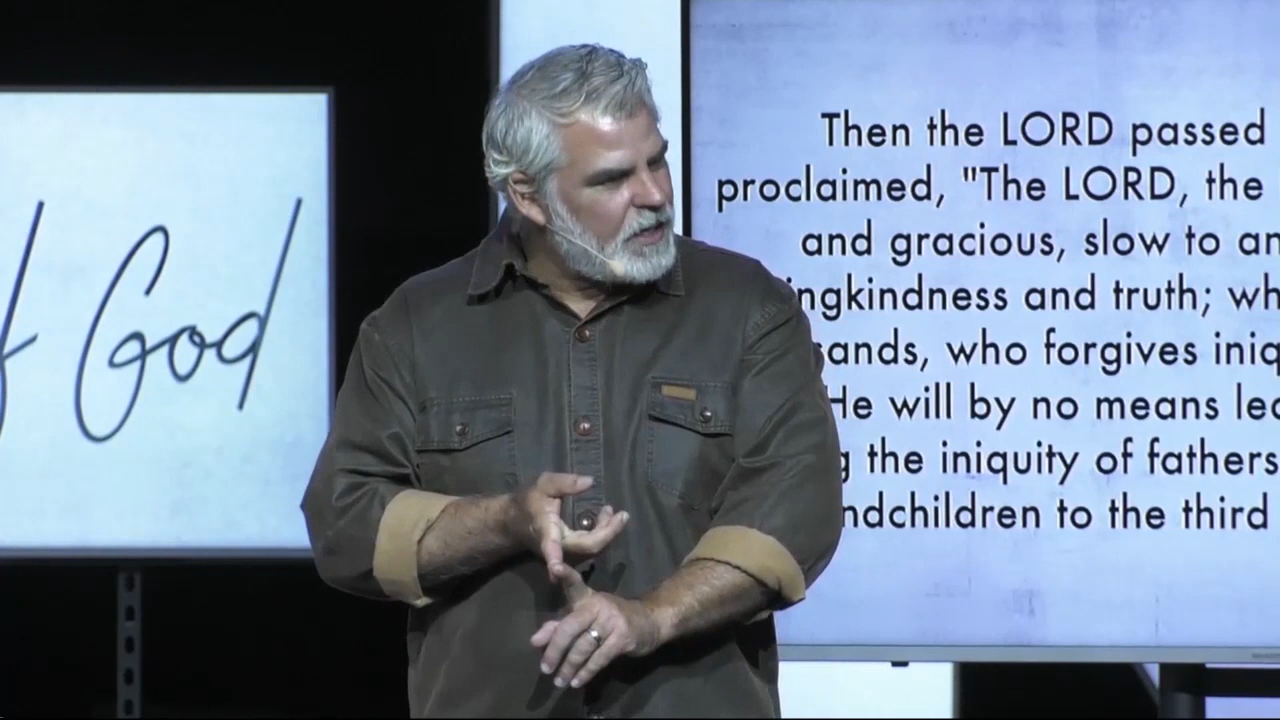 God
Then the LORD passed
proclaimed, "The LORD, the
and gracious, slow to an
ingkindness and truth; wh
sands, who forgives iniq
He will by no means lea
g the iniquity of fathers
ndchildren to the third